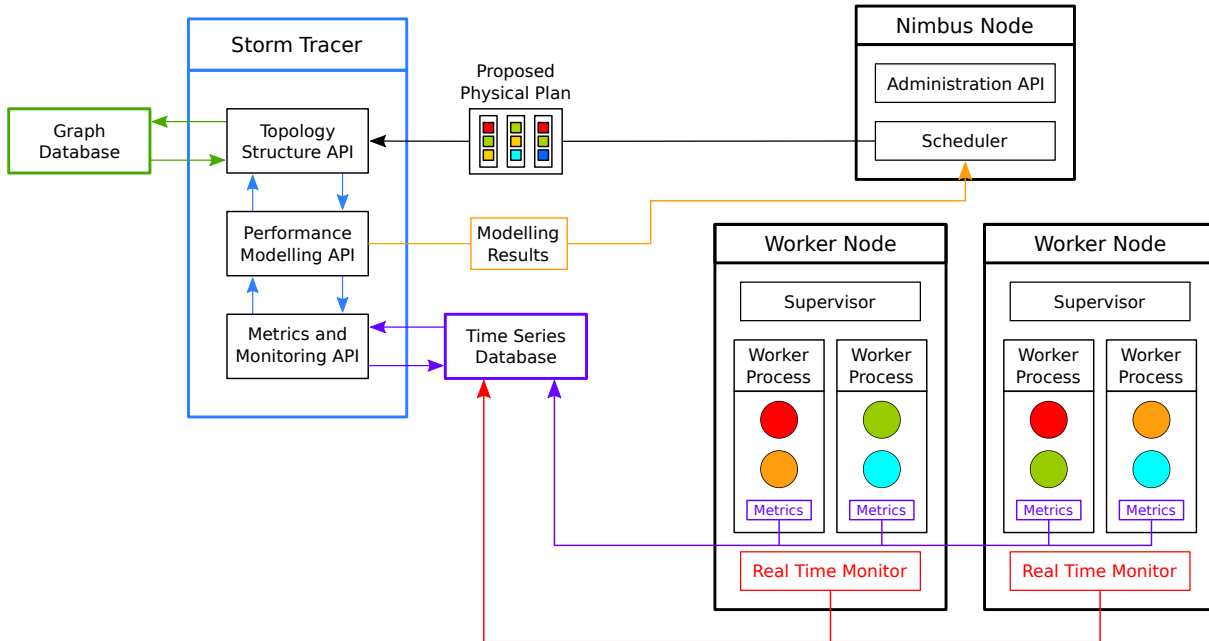 Storm Tracer
Graph
Database
Topology
Structure API
Performance
Modelling API
Metrics and
Monitoring API
Proposed
Physical Plan
Modelling
Results
Time Series
Database
Nimbus Node
Administration API
Scheduler
Worker Node
Supervisor
Worker
Process
Metrics
Worker
Process
Metrics
Real Time Monitor
Worker Node
Supervisor
Worker
Process
Metrics
Worker
Process
Metrics
Real Time Monitor